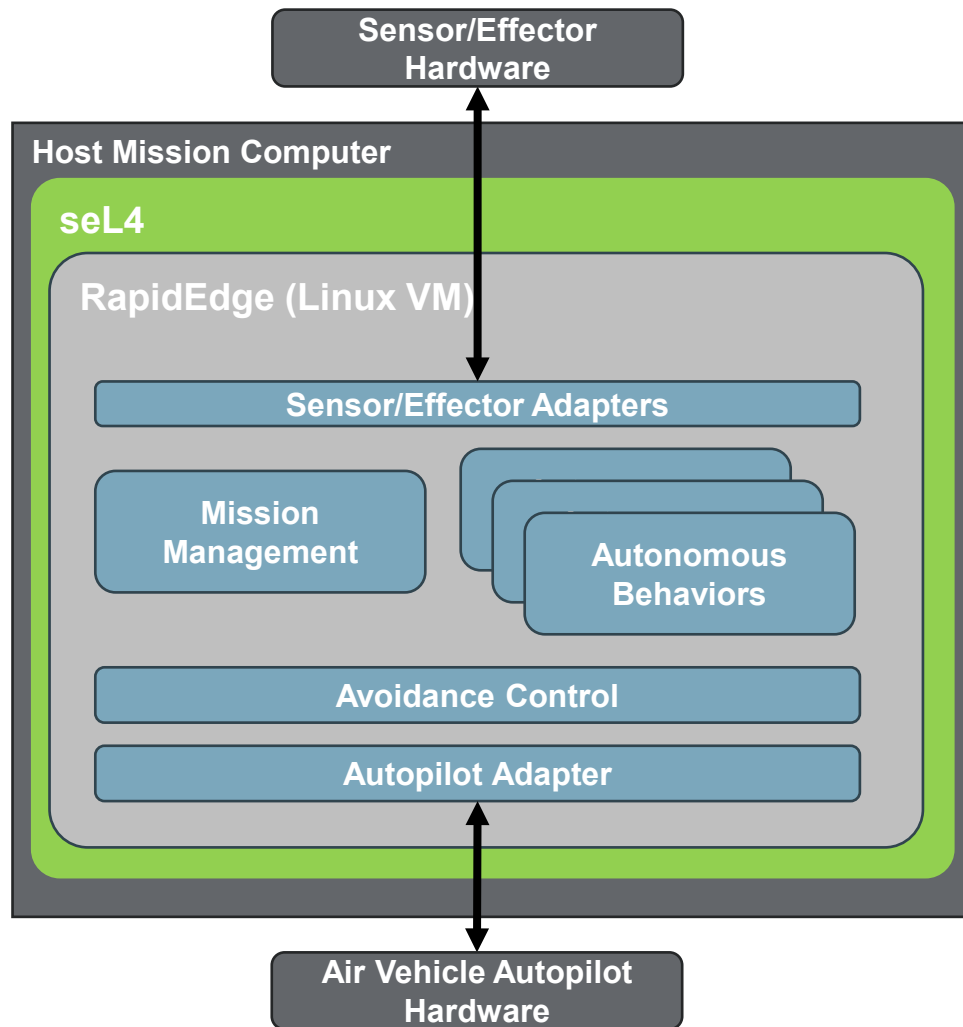 Sensor/Effector
Hardware
Host Mission Computer
seL4
RapidEdge (Linux VM)
Sensor/Effector Adapters
Mission
Management
Autonomous
Behaviors
Avoidance Control
Autopilot Adapter
Air Vehicle Autopilot
Hardware